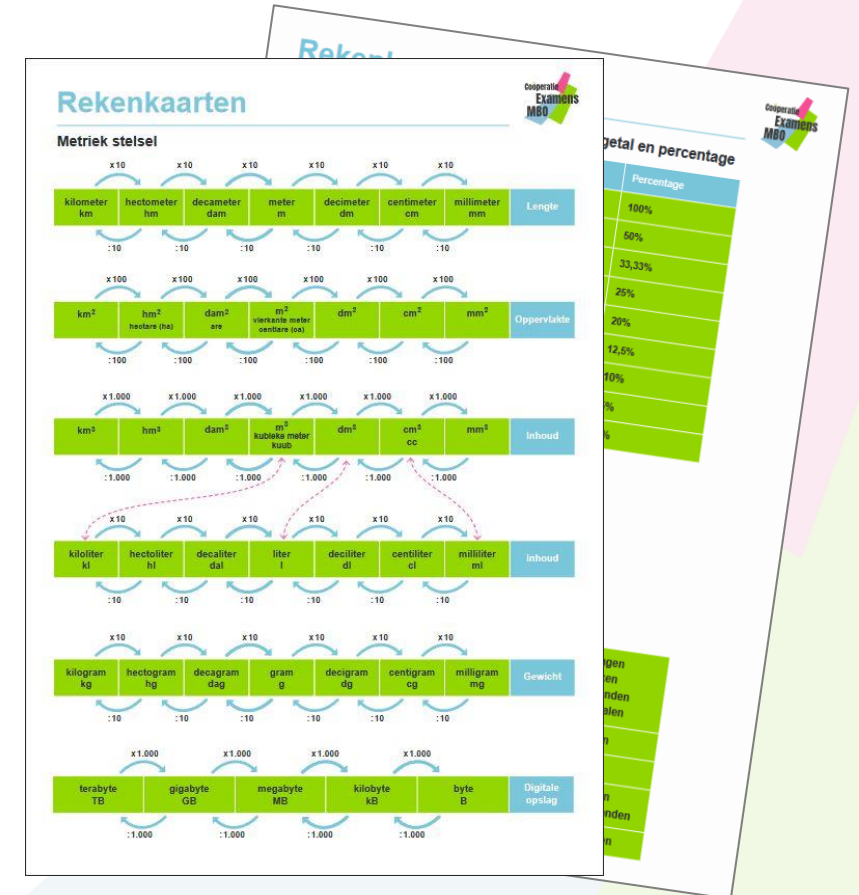 Rekenkaarten
Coöperatie
Examens
MBO
Metriek stelsel
x10 x10 x10 x10 x10 x10
kilometer hectometer decameter meter decimeter centimeter millimeter Lengte
km hm dam m dm cm mm
:10 :10 :10 :10 :10 :10
x100 x100 x100 x100 x100 x100
km² hm² dam² m² dm² cm² mm² Oppervlakte
hectare (ha) are vierkante meter
centiare (ca)
:100 :100 :100 :100 :100 :100
x1.000 x1.000 x1.000 x1.000 x1.000 x1.000
km³ hm³ dam³ m³ dm³ cm³ mm³ Inhoud
kubieke meter cc
kuub
:1.000 :1.000 :1.000 :1.000 :1.000 :1.000
x10 x10 x10 x10 x10 x10
kiloliter hectoliter decaliter liter deciliter centiliter milliliter Inhoud
kl hl dal l dl cl ml
:10 :10 :10 :10 :10 :10
x10 x10 x10 x10 x10 x10
kilogram hectogram decagram gram decigram centigram milligram Gewicht
kg hg dag g dg cg mg
:10 :10 :10 :10 :10 :10
x1.000 x1.000 x1.000 x1.000
terabyte gigabyte megabyte kilobyte byte Digitale
TB GB MB kB B opslag
:1.000 :1.000 :1.000 :1.000
Coöperatie
Examens
MBO
getal en percentage
Percentage
100%
50%
33,33%
25%
20%
12,5%
10%
%
%